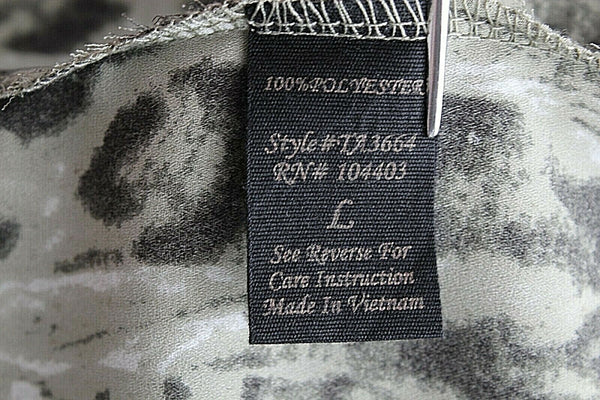 100%POLYESTER
Style#TA3664
RN# 104403
L
See Reverse For
Care Instruction
Made In Vietnam